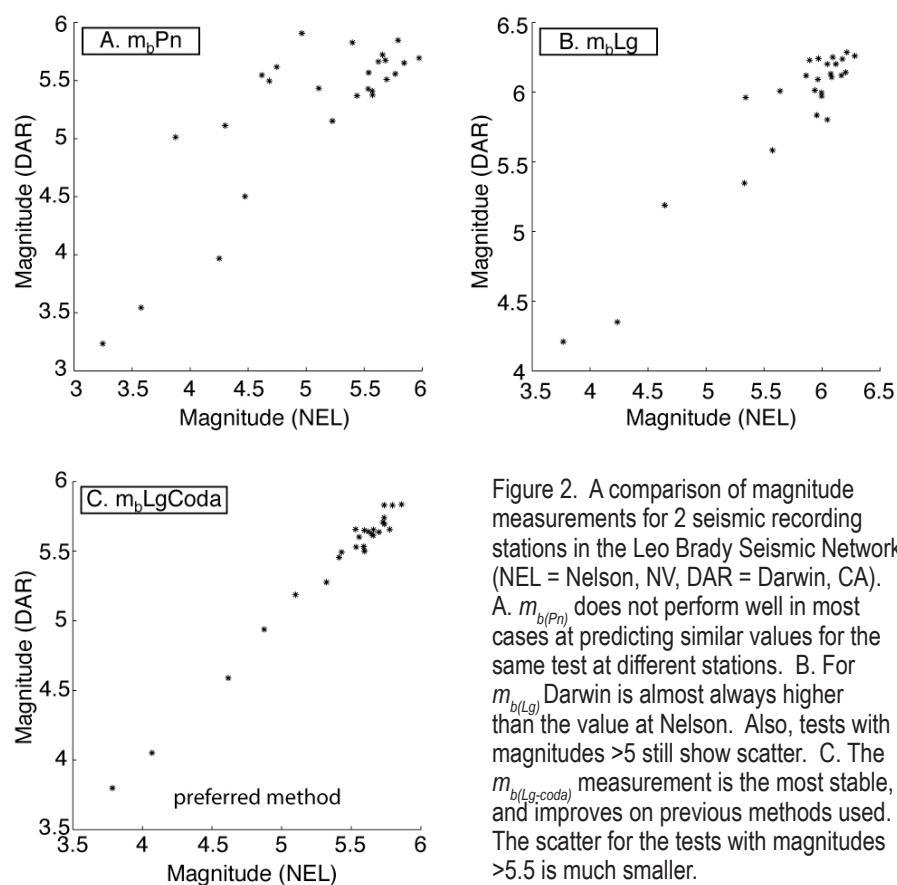 A. mbPn
Magnitude (DAR)
6
5.5
5
4.5
4
3.5
3
3 3.5 4 4.5 5 5.5 6
Magnitude (NEL)
B. mbLg
Magnitdue (DAR)
6.5
6
5.5
5
4.5
4
3.5 4 4.5 5 5.5 6 6.5
Magnitude (NEL)
C. mbLgCoda
Magnitude (DAR)
6
5.5
5
4.5
4
3.5
preferred method
3.5 4 4.5 5 5.5 6
Magnitude (NEL)
Figure 2. A comparison of magnitude
measurements for 2 seismic recording
stations in the Leo Brady Seismic Network
(NEL = Nelson, NV, DAR = Darwin, CA).
A. mb(Pn) does not perform well in most
cases at predicting similar values for the
same test at different stations. B. For
mb(Lg) Darwin is almost always higher
than the value at Nelson. Also, tests with
magnitudes >5 still show scatter. C. The
mb(Lg-coda) measurement is the most stable,
and improves on previous methods used.
The scatter for the tests with magnitudes
>5.5 is much smaller.